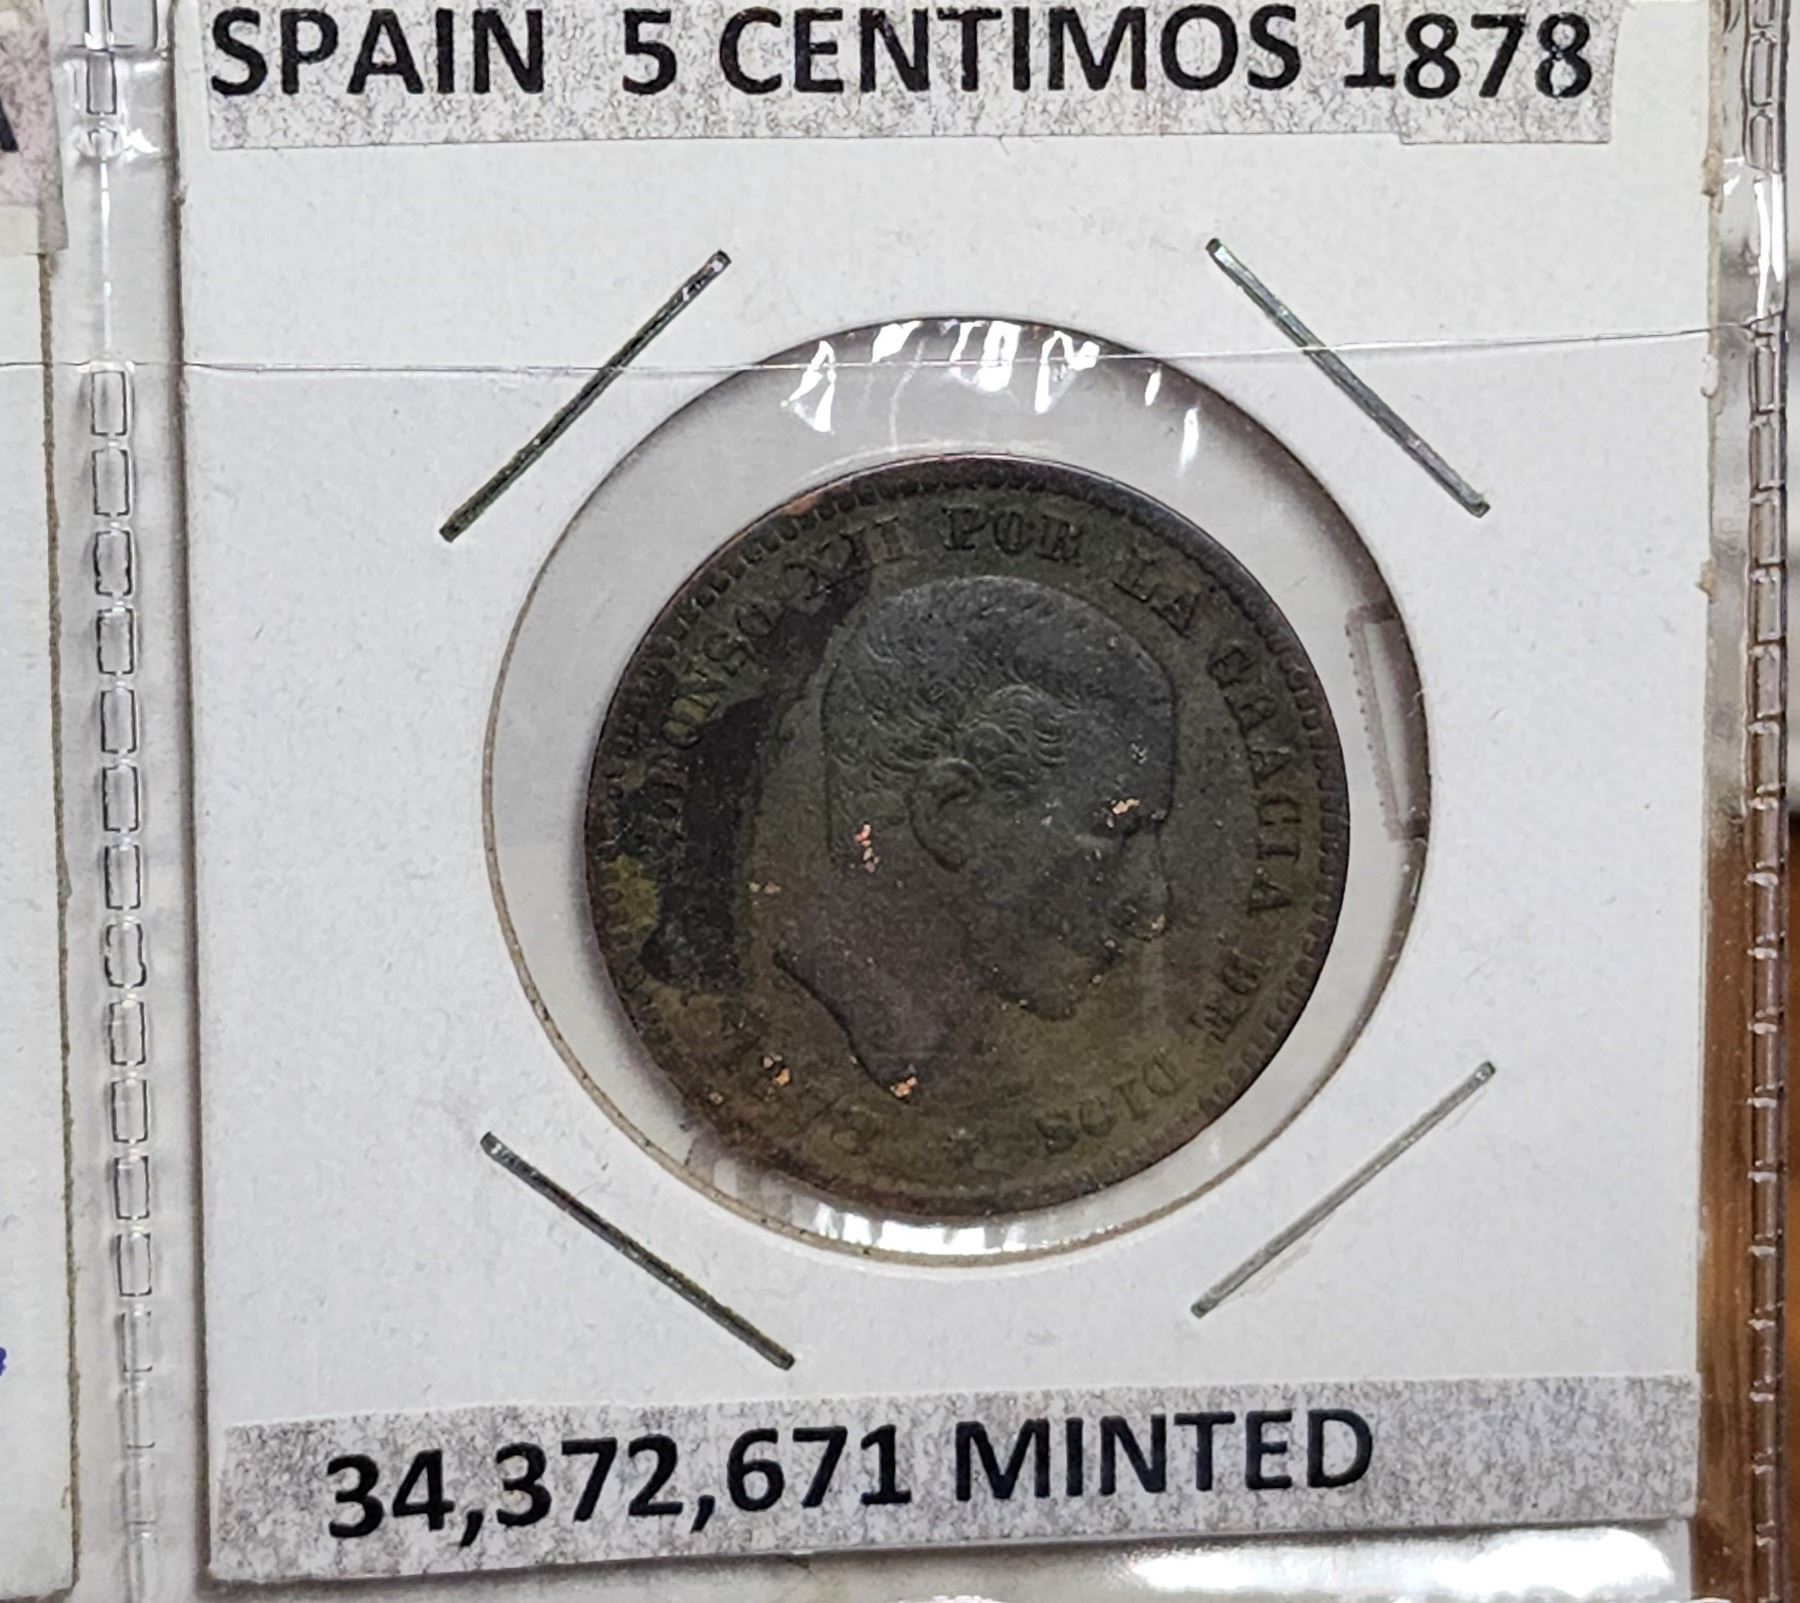 SPAIN 5 CENTIMOS 1878
ALFONSO XII POR LA GRACIA DE DIOS
34,372,671 MINTED